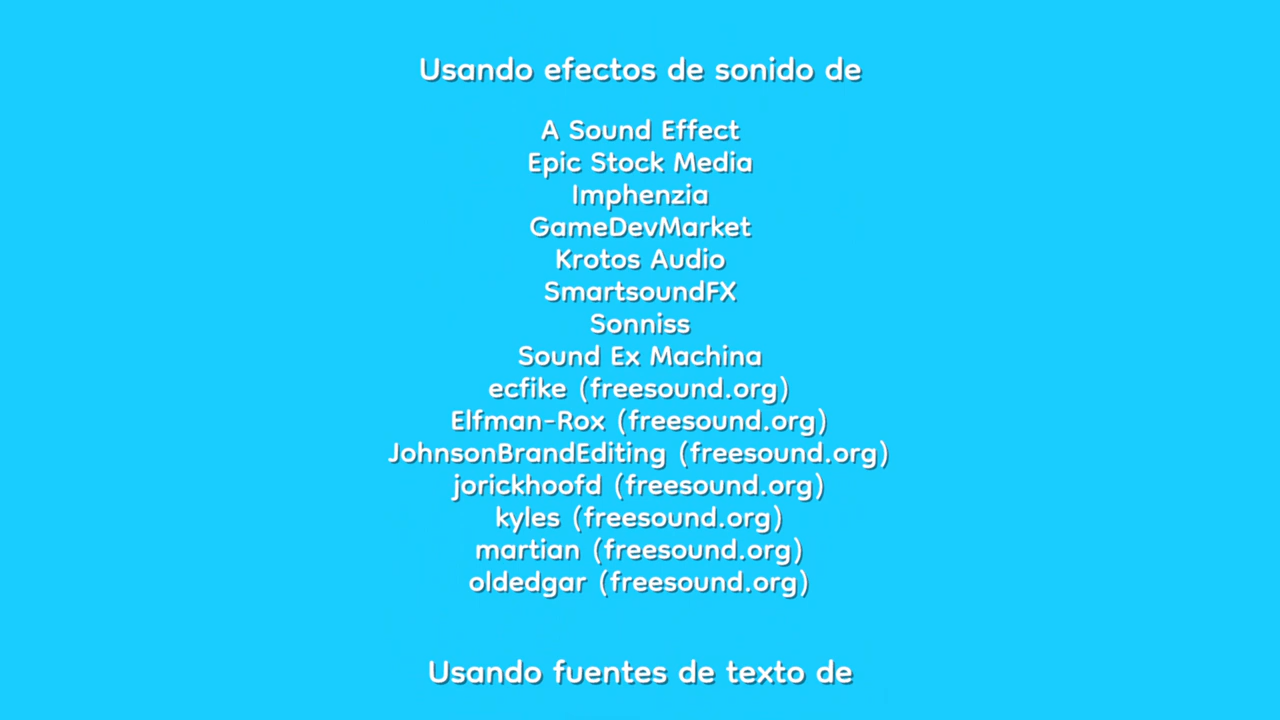 Usando efectos de sonido de
A Sound Effect
Epic Stock Media
Imphenzia
GameDevMarket
Krotos Audio
SmartsoundFX
Sonniss
Sound Ex Machina
ecfike (freesound.org)
Elfman-Rox (freesound.org)
JohnsonBrandEditing (freesound.org)
jorickhoofd (freesound.org)
kyles (freesound.org)
martian (freesound.org)
oldedgar (freesound.org)
Usando fuentes de texto de